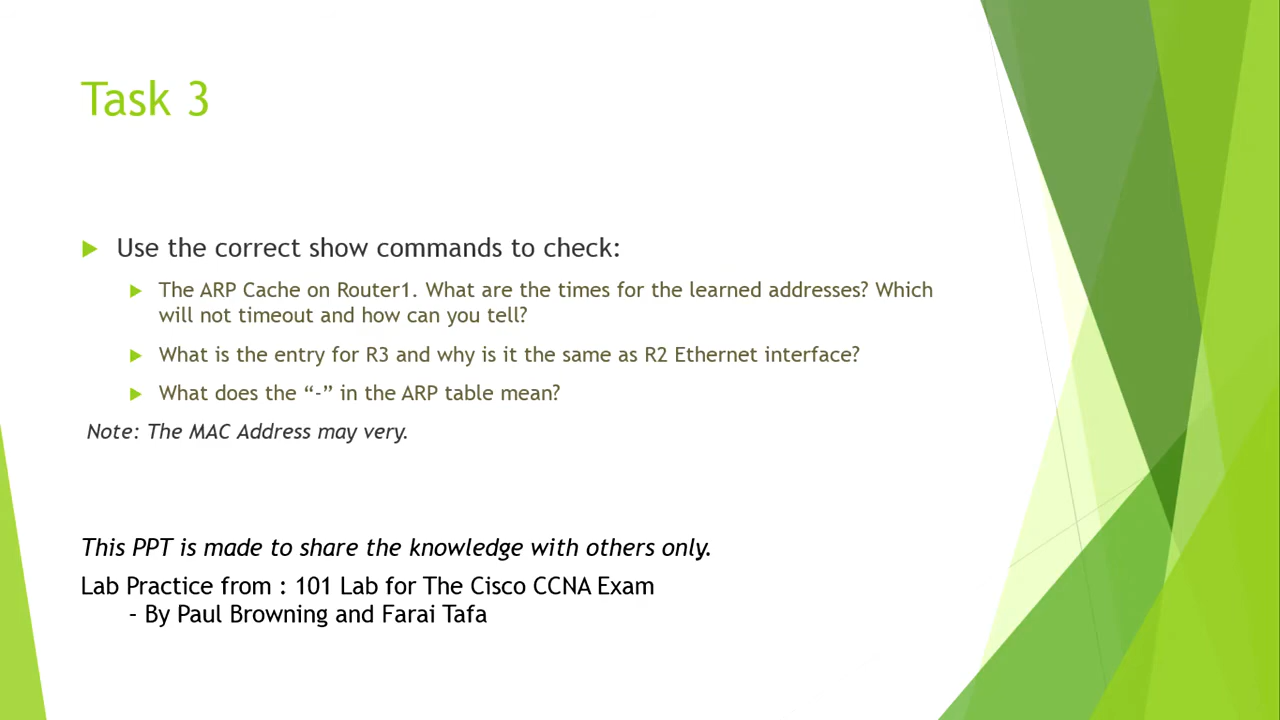 Task 3
Use the correct show commands to check:
The ARP Cache on Router1. What are the times for the learned addresses? Which
will not timeout and how can you tell?
What is the entry for R3 and why is it the same as R2 Ethernet interface?
What does the “-” in the ARP table mean?
Note: The MAC Address may very.
This PPT is made to share the knowledge with others only.
Lab Practice from : 101 Lab for The Cisco CCNA Exam
– By Paul Browning and Farai Tafa